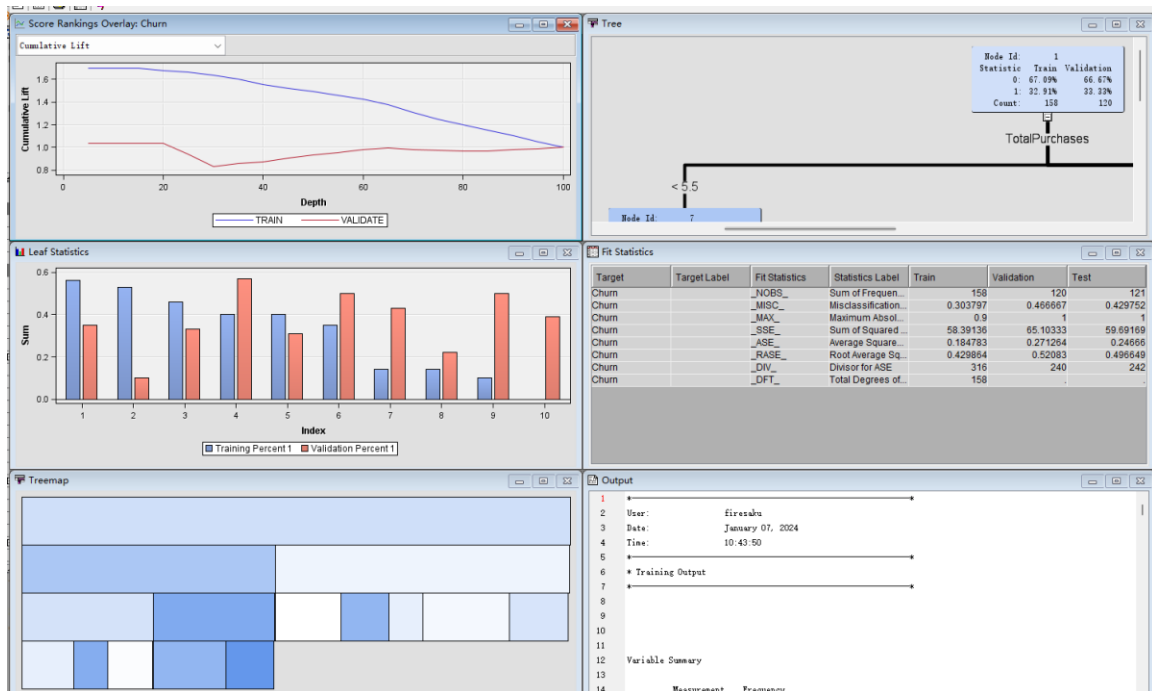 Score Rankings Overlay: Churn
Cumulative Lift
Cumulative Lift
1.6
1.4
1.2
1.0
0.8
0
20
40
60
80
100
Depth
TRAIN VALIDATE
Tree
Node Id: 1
Statistic Train Validation
0: 67.09% 66.67%
1: 32.91% 33.33%
Count: 158 120
TotalPurchases
< 5.5
Node Id: 7
Leaf Statistics
Sum
0.6
0.4
0.2
0.0
1 2 3 4 5 6 7 8 9 10
Index
Training Percent 1 Validation Percent 1
Fit Statistics
Target Target Label Fit Statistics Statistics Label Train Validation Test
Churn _NOBS_ Sum of Frequen... 158 120 121
Churn _MISC_ Misclassification... 0.303797 0.466667 0.429752
Churn _MAX_ Maximum Absol... 0.9 1 1
Churn _SSE_ Sum of Squared ... 58.39136 65.10333 59.69169
Churn _ASE_ Average Square... 0.184783 0.271264 0.24666
Churn _RASE_ Root Average Sq... 0.429864 0.52083 0.496649
Churn _DIV_ Divisor for ASE 316 240 242
Churn _DFT_ Total Degrees of... 158 . .
Treemap
Output
1 *
2 User: firesaku
3 Date: January 07, 2024
4 Time: 10:43:50
5 *
6 * Training Output
7 *
8
9
10
11
12 Variable Summary
13
14 Measurement Frequency